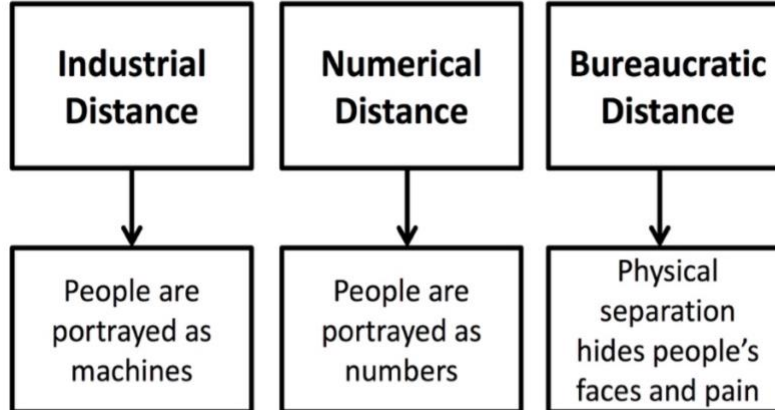 Industrial
Distance
Numerical
Distance
Bureaucratic
Distance
People are
portrayed as
machines
People are
portrayed as
numbers
Physical
separation
hides people's
faces and pain